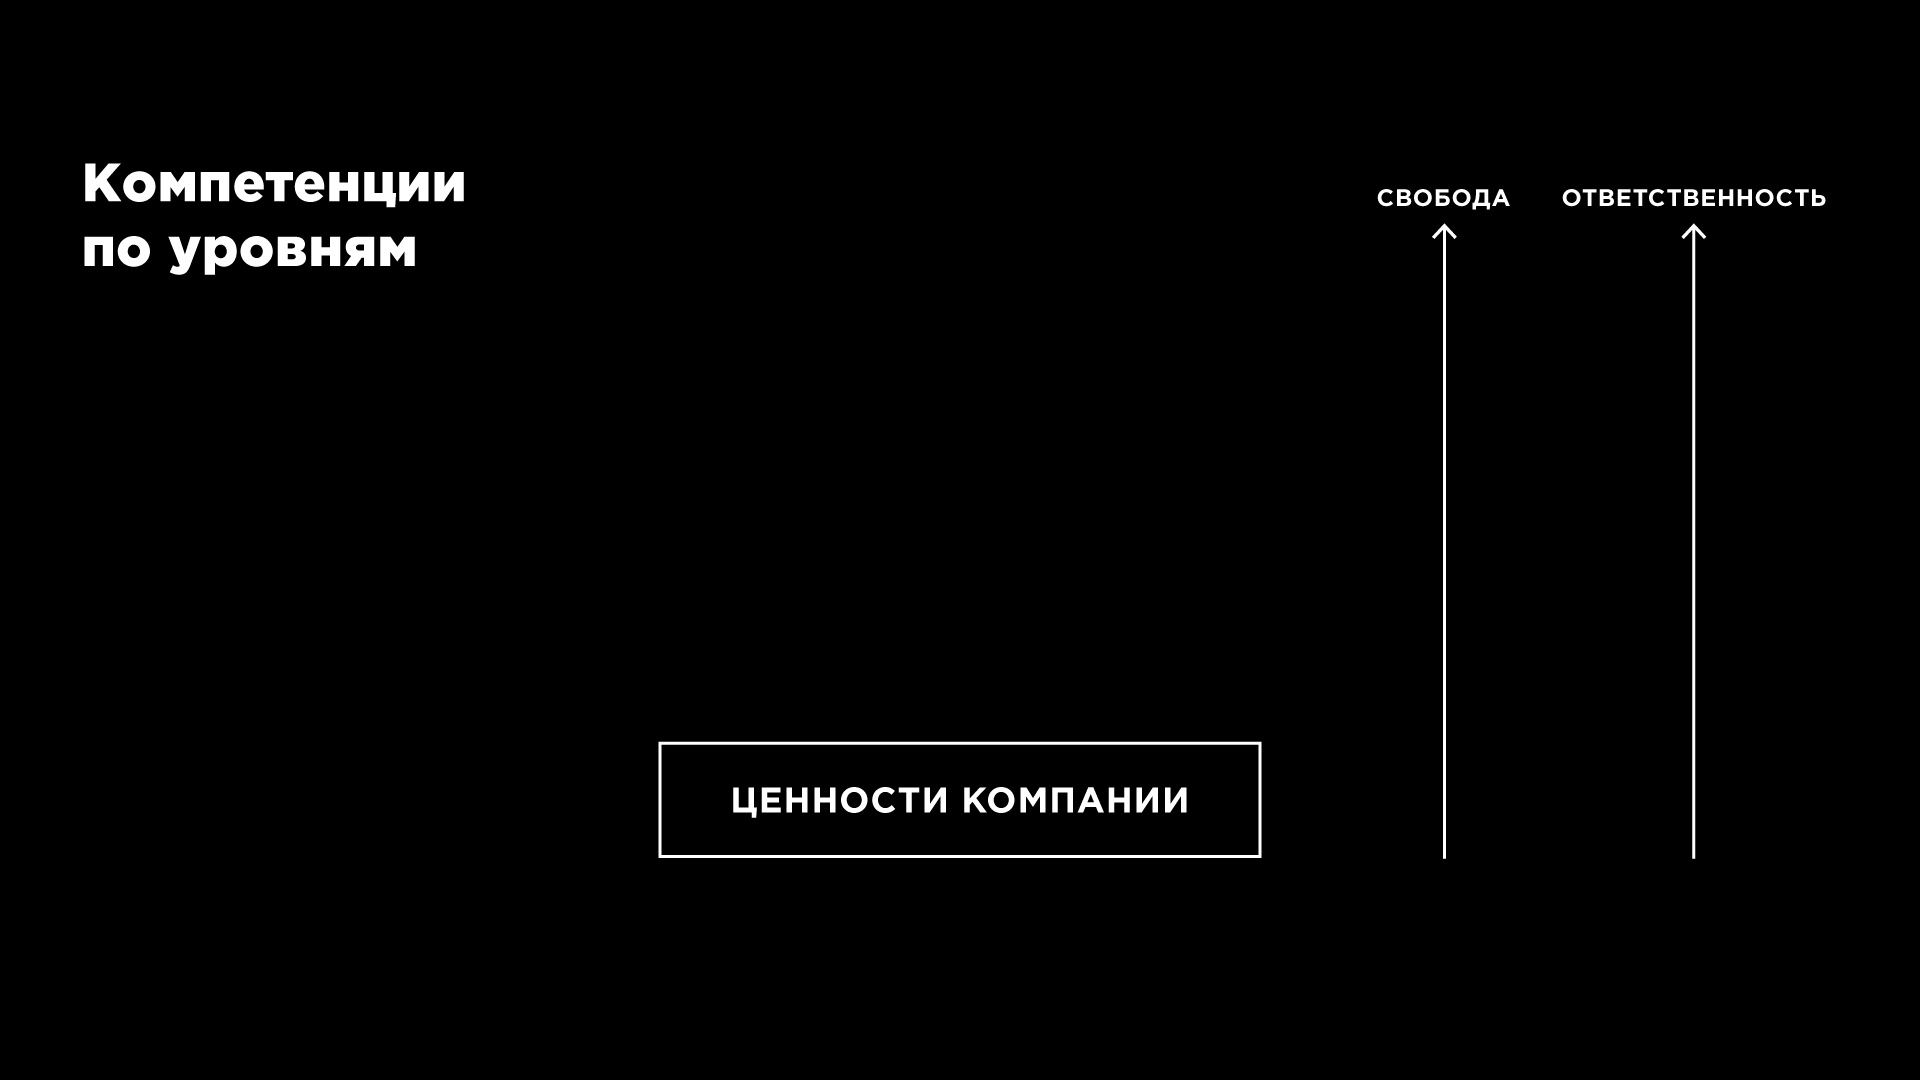 Компетенции
по уровням
СВОБОДА
ОТВЕТСТВЕННОСТЬ
ЦЕННОСТИ КОМПАНИИ